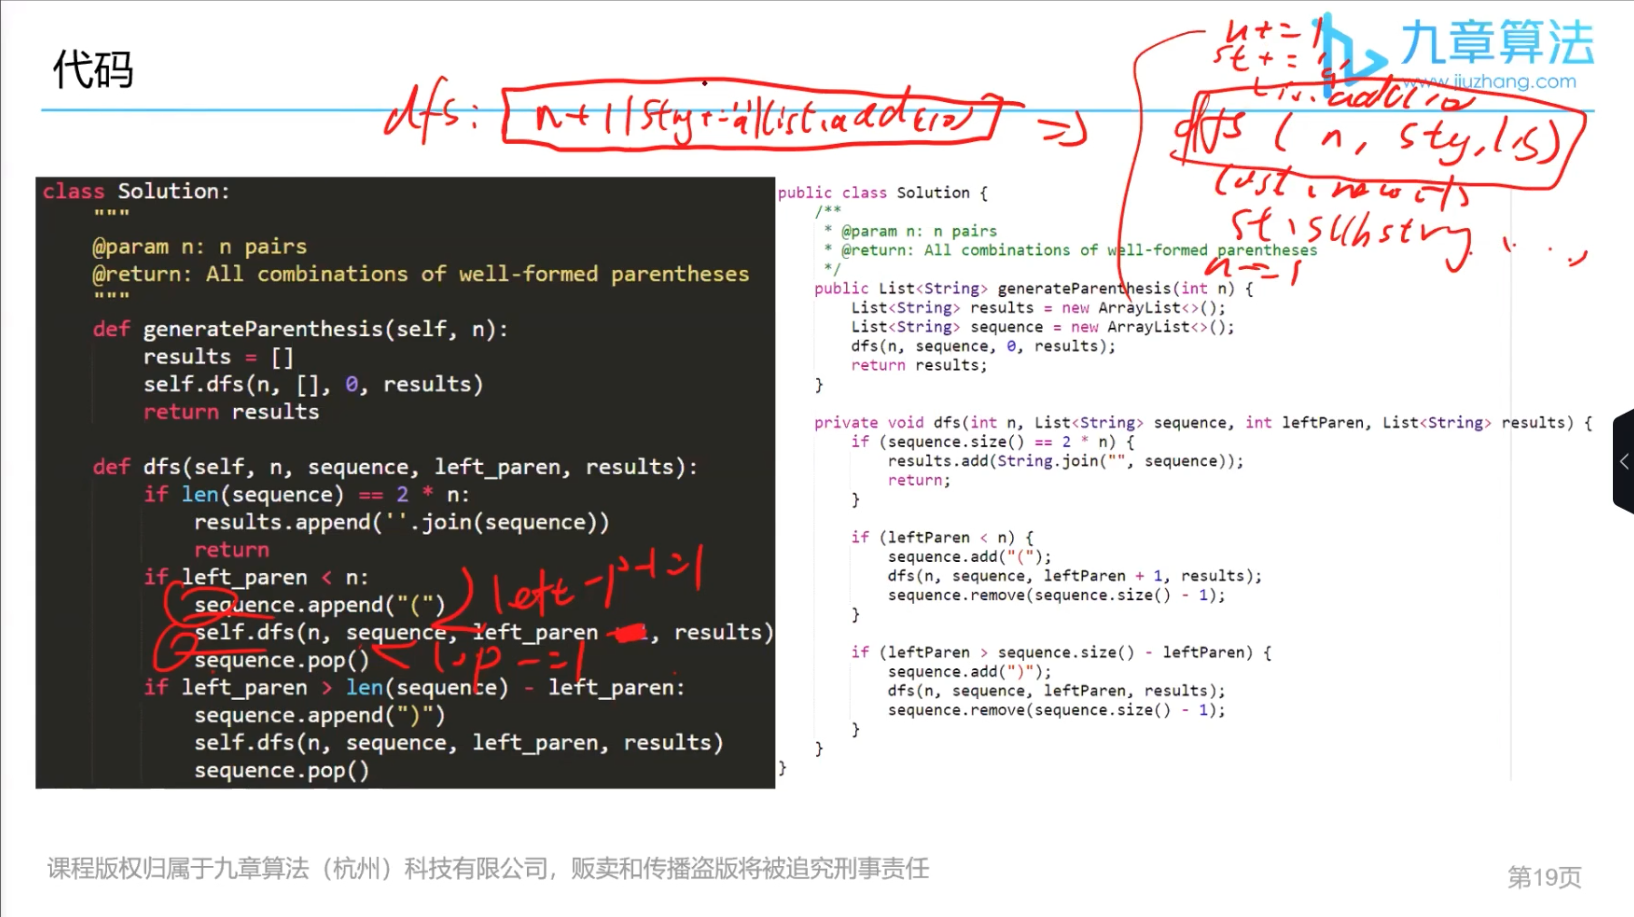 代码
九章算法
www.jiuzhang.com
n+=1
st+='a'
dfs: n+1 | str+='a' | list.add(10) =>
dfs ( n, str, lis)
st.substring ( . . . ,
n-=1
class Solution:
"""
@param n: n pairs
@return: All combinations of well-formed parentheses
"""
def generateParenthesis(self, n):
results = []
self.dfs(n, [], 0, results)
return results
def dfs(self, n, sequence, left_paren, results):
if len(sequence) == 2 * n:
results.append(''.join(sequence))
return
if left_paren < n:
sequence.append("(")
self.dfs(n, sequence, left_paren , results)
sequence.pop()
if left_paren > len(sequence) - left_paren:
sequence.append(")")
self.dfs(n, sequence, left_paren, results)
sequence.pop()
left-p+=1
l.p-=1
public class Solution {
/**
* @param n: n pairs
* @return: All combinations of well-formed parentheses
*/
public List<String> generateParenthesis(int n) {
List<String> results = new ArrayList<>();
List<String> sequence = new ArrayList<>();
dfs(n, sequence, 0, results);
return results;
}
private void dfs(int n, List<String> sequence, int leftParen, List<String> results) {
if (sequence.size() == 2 * n) {
results.add(String.join("", sequence));
return;
}
if (leftParen < n) {
sequence.add("(");
dfs(n, sequence, leftParen + 1, results);
sequence.remove(sequence.size() - 1);
}
if (leftParen > sequence.size() - leftParen) {
sequence.add(")");
dfs(n, sequence, leftParen, results);
sequence.remove(sequence.size() - 1);
}
}
}
课程版权归属于九章算法（杭州）科技有限公司，贩卖和传播盗版将被追究刑事责任
第19页